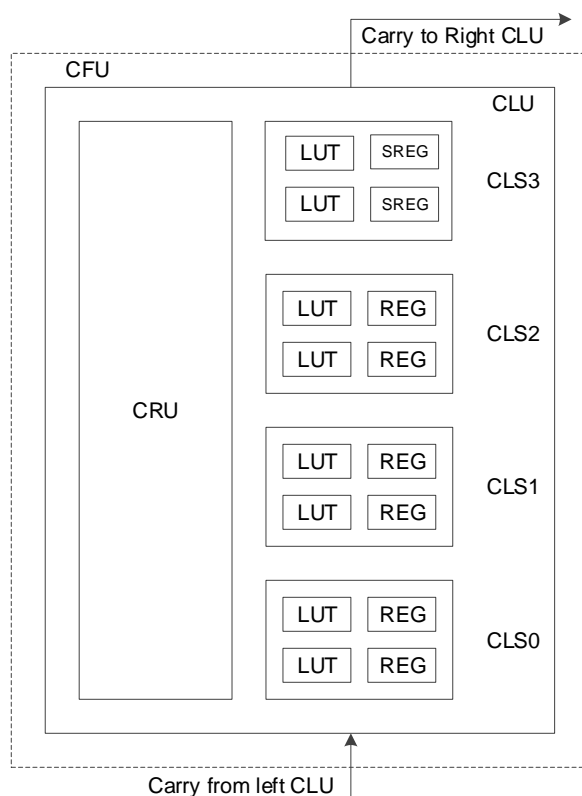 Carry to Right CLU
CFU
CLU
LUT SREG
CLS3
LUT SREG
LUT REG
CLS2
LUT REG
CRU
LUT REG
CLS1
LUT REG
LUT REG
CLS0
LUT REG
Carry from left CLU